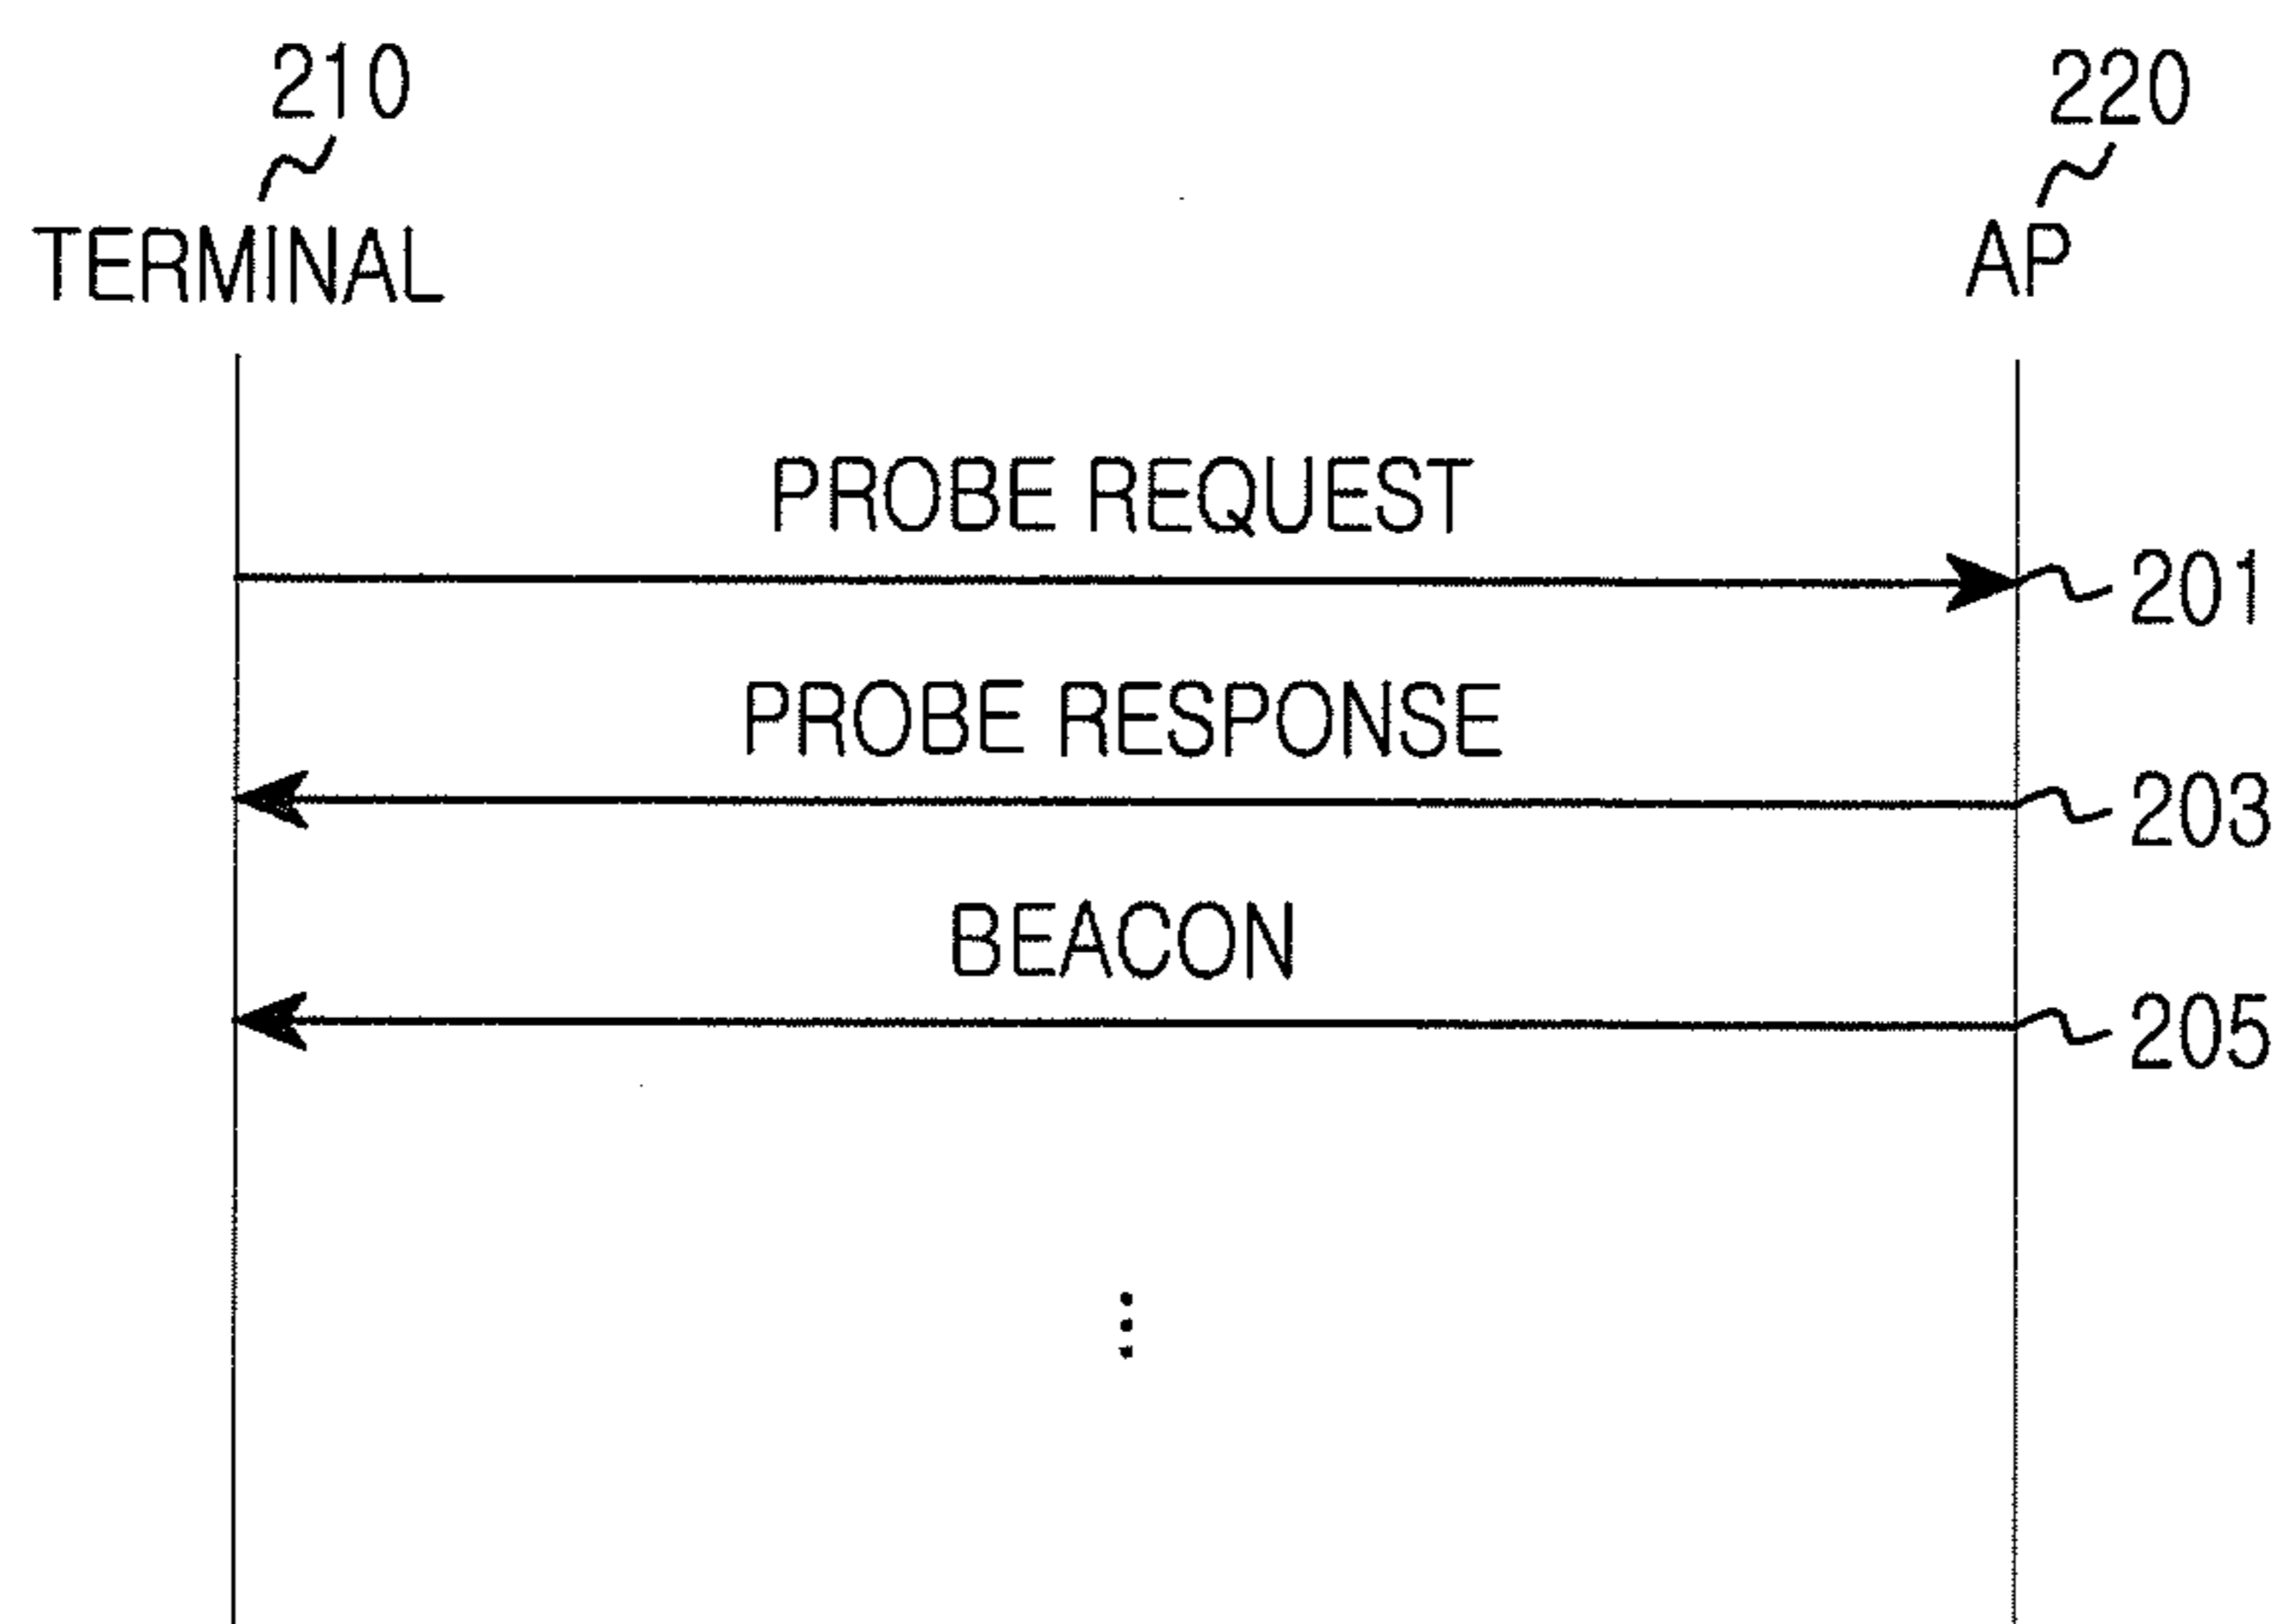 210
220
TERMINAL
AP
PROBE REQUEST
201
PROBE RESPONSE
203
BEACON
205